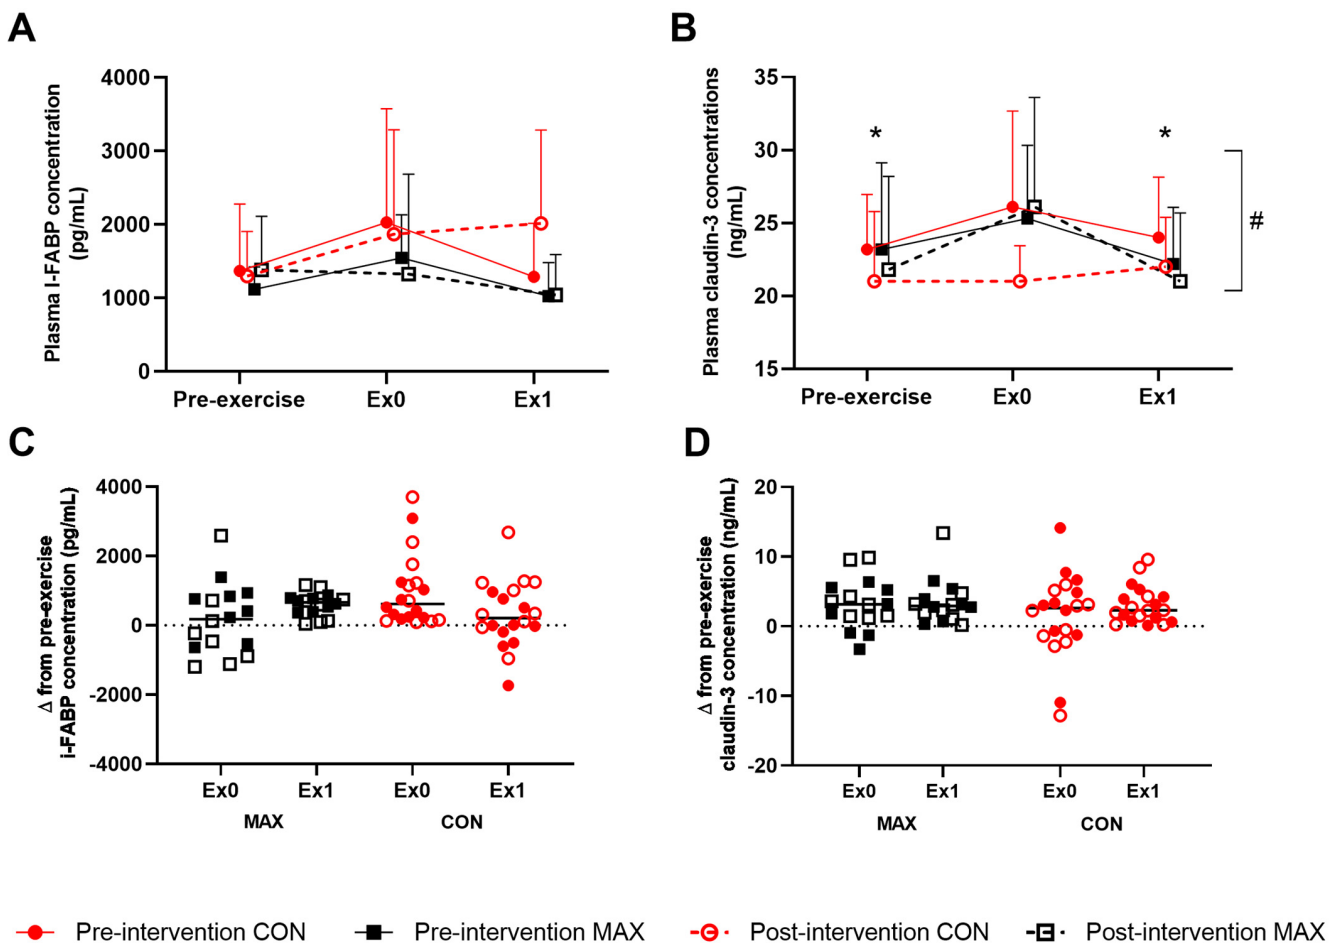 A
Plasma I-FABP concentration
(pg/mL)
4000
3000
2000
1000
0
Pre-exercise Ex0 Ex1
B
Plasma claudin-3 concentrations
(ng/mL)
35
30
25
20
15
* *
#
Pre-exercise Ex0 Ex1
C
Δ from pre-exercise
i-FABP concentration (pg/mL)
4000
2000
0
-2000
-4000
Ex0 Ex1 Ex0 Ex1
MAX CON
D
Δ from pre-exercise
claudin-3 concentration (ng/mL)
20
10
0
-10
-20
Ex0 Ex1 Ex0 Ex1
MAX CON
Pre-intervention CON Pre-intervention MAX Post-intervention CON Post-intervention MAX